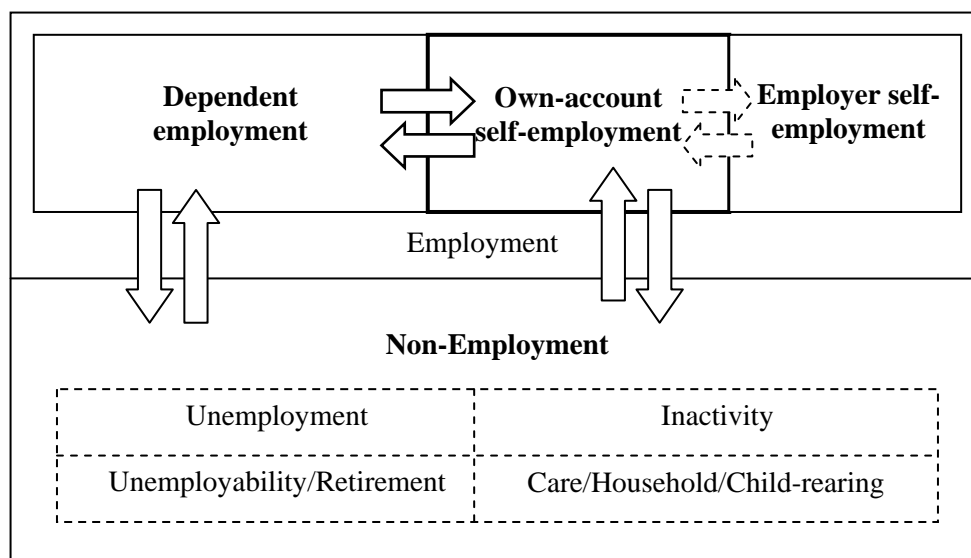 Dependent
employment
Own-account
self-employment
Employer self-
employment
Employment
Non-Employment
Unemployment
Inactivity
Unemployability/Retirement
Care/Household/Child-rearing